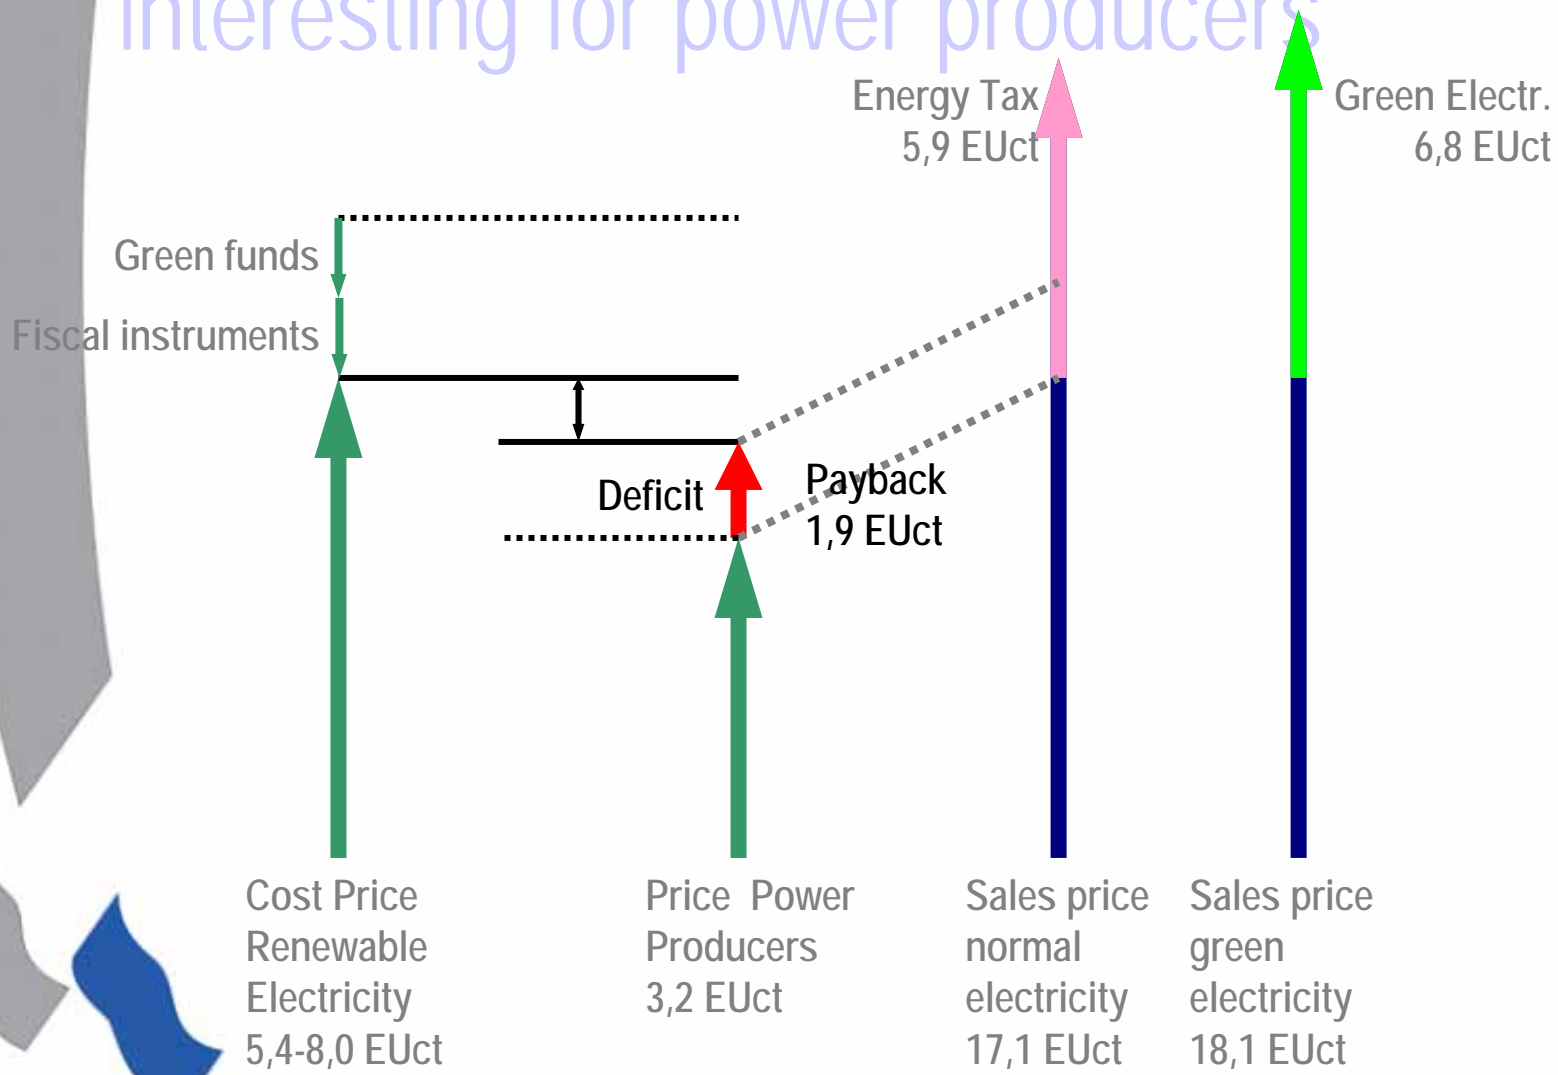 interesting for power producers
Energy Tax
5,9 EUct
Green Electr.
6,8 EUct
Green funds
Fiscal instruments
Deficit
Payback
1,9 EUct
Cost Price
Renewable
Electricity
5,4-8,0 EUct
Price Power
Producers
3,2 EUct
Sales price
normal
electricity
17,1 EUct
Sales price
green
electricity
18,1 EUct